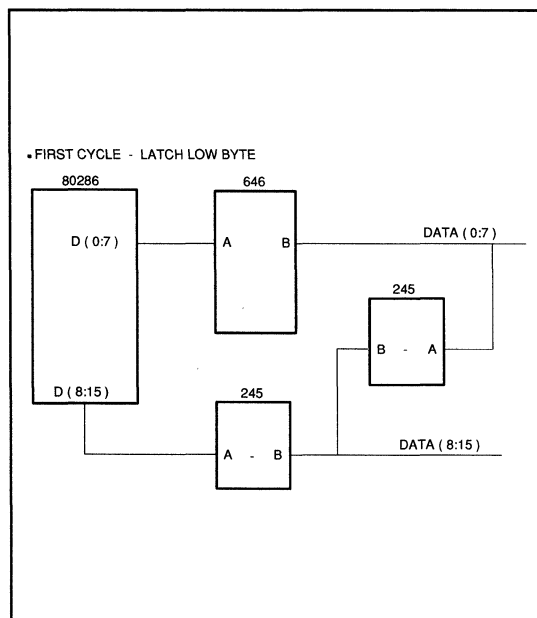 ▪ FIRST CYCLE - LATCH LOW BYTE
80286
646
D ( 0:7 )
A B
DATA ( 0:7 )
245
B - A
D ( 8:15 )
245
A - B
DATA ( 8:15 )